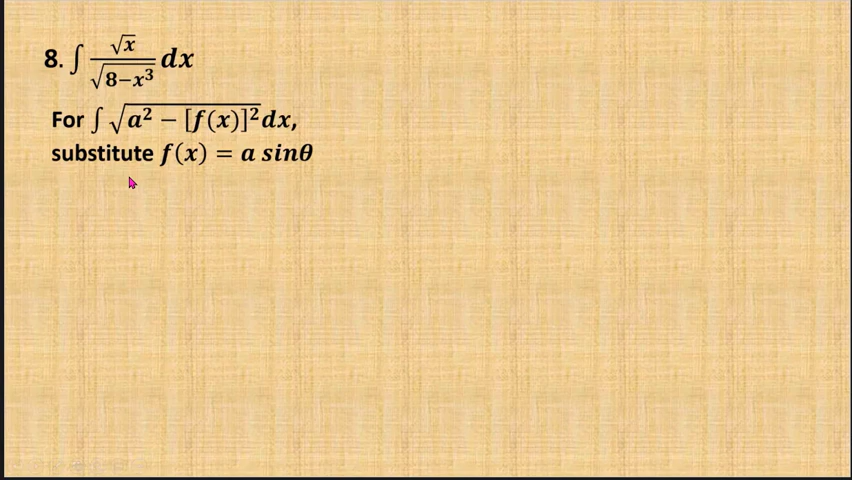 8. ∫ √x / √(8−x³) dx
For ∫ √(a² − [f(x)]²) dx,
substitute f(x) = a sinθ